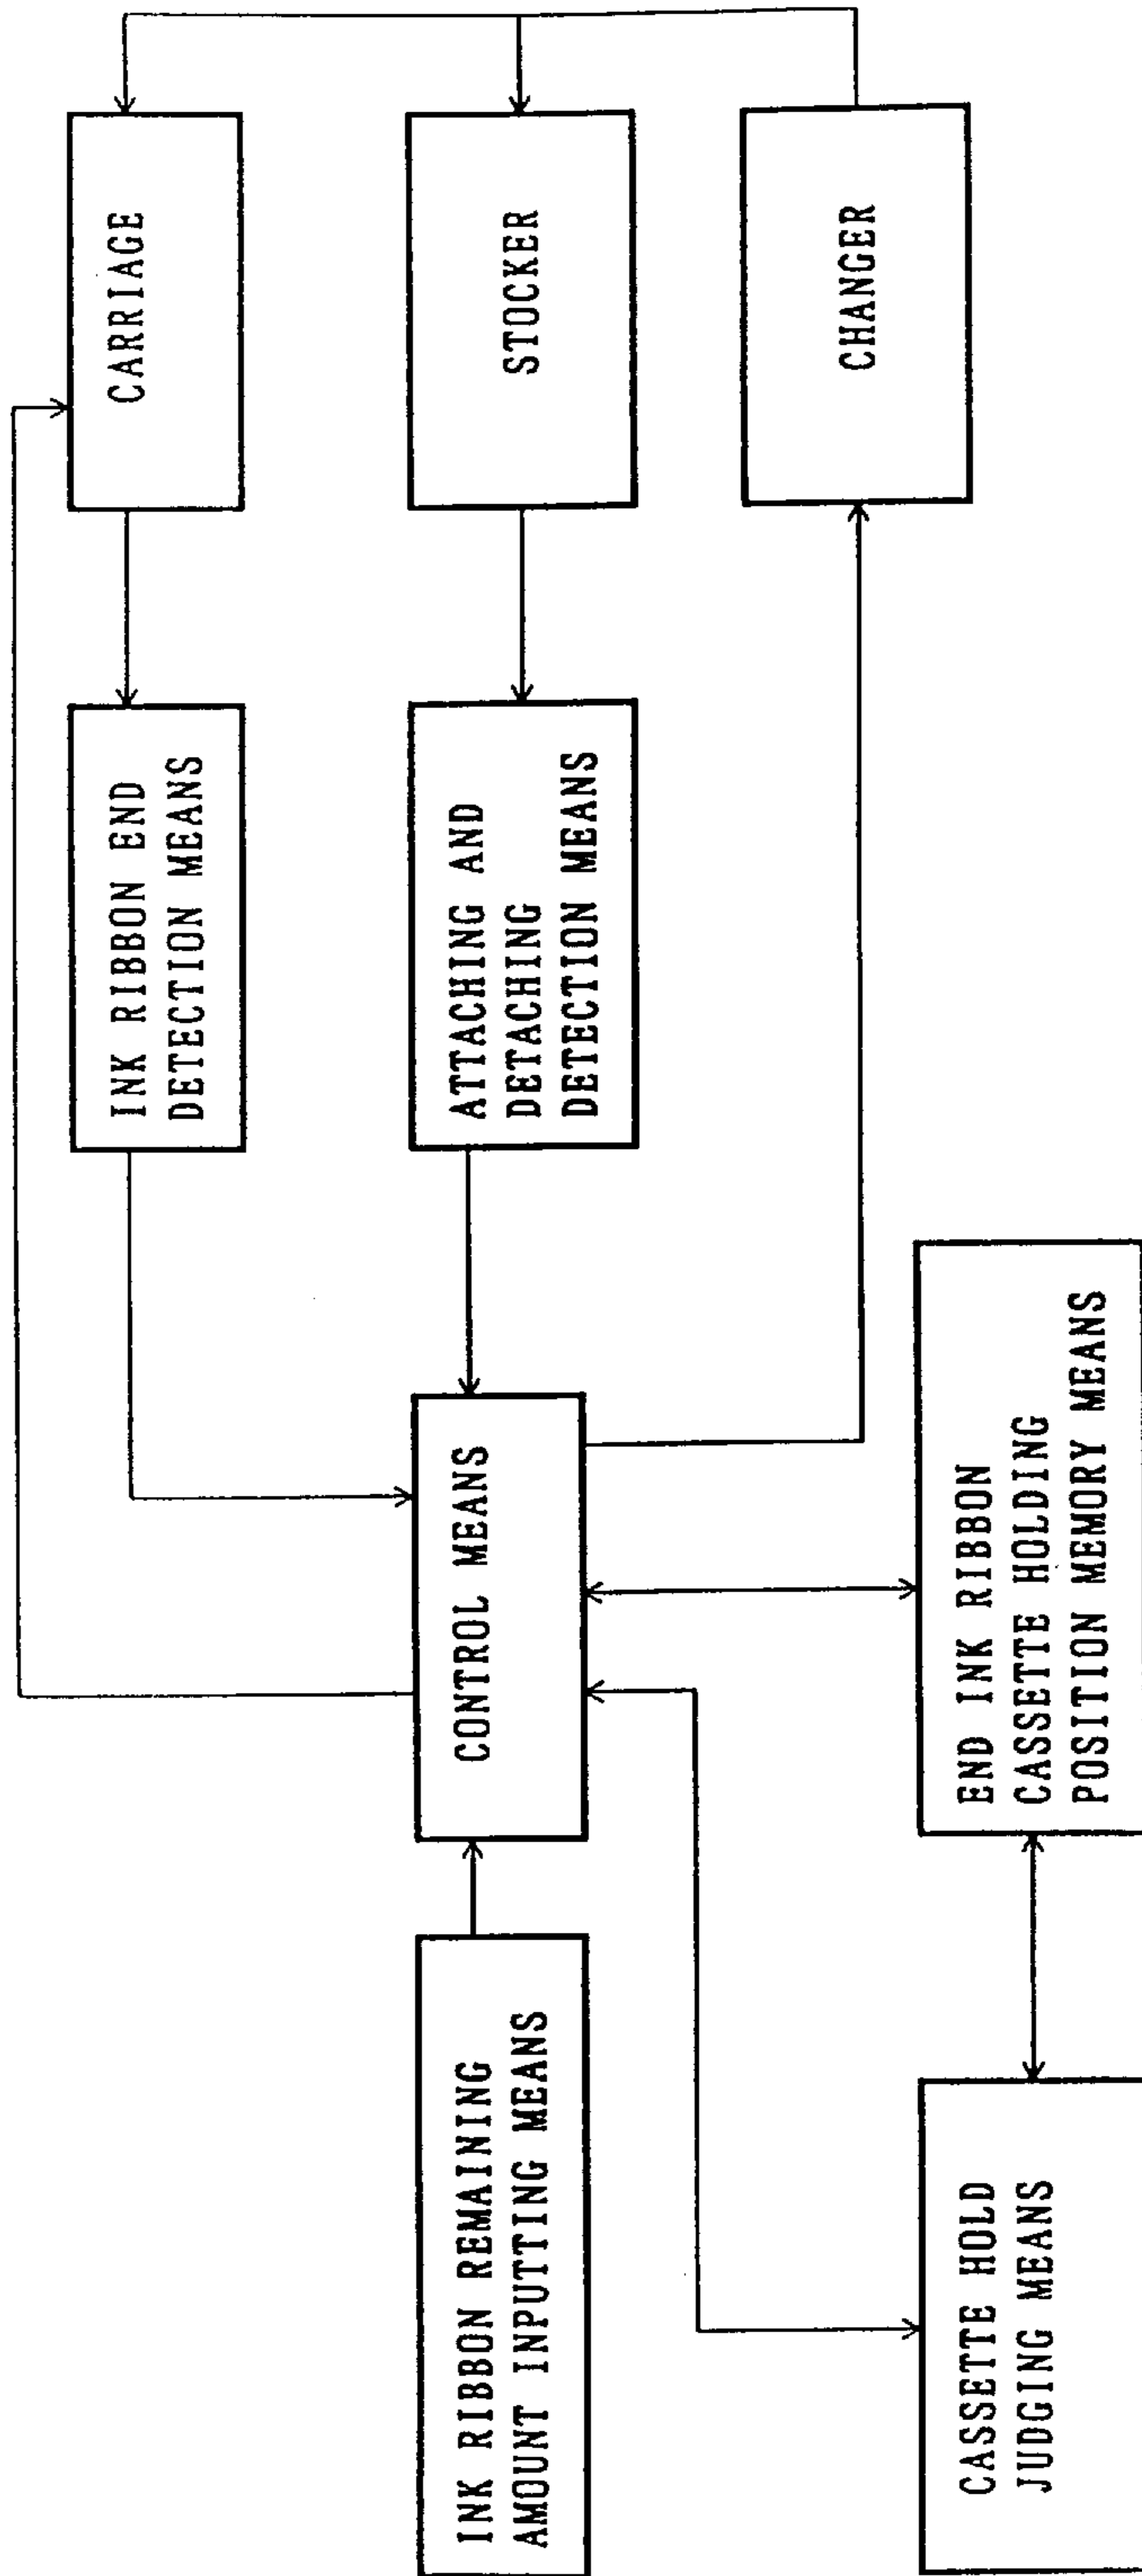 CARRIAGE
STOCKER
CHANGER
INK RIBBON END
DETECTION MEANS
ATTACHING AND
DETACHING
DETECTION MEANS
CONTROL MEANS
END INK RIBBON
CASSETTE HOLDING
POSITION MEMORY MEANS
INK RIBBON REMAINING
AMOUNT INPUTTING MEANS
CASSETTE HOLD
JUDGING MEANS